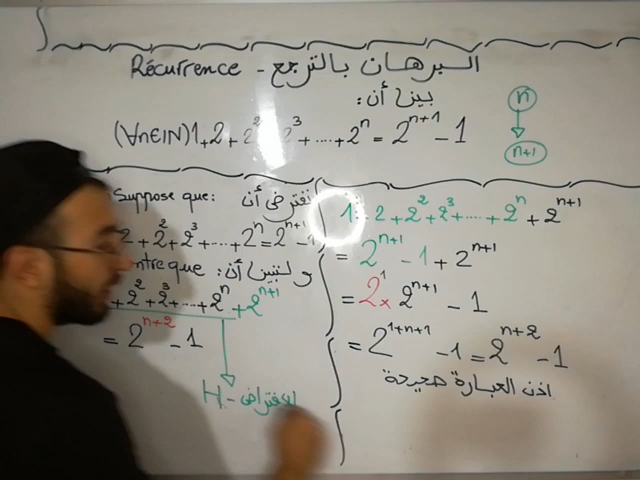 Récurrence - البرهان بالترجع
بين أن:
(∀n∈IN) 1+2+2²+2³+....+2ⁿ = 2ⁿ⁺¹ - 1
n
n+1
Suppose que: نفترض أن
2+2²+2³+....+2ⁿ=2ⁿ⁺¹-1
ntre que : ولنبين أن
+2²+2³+....+2ⁿ+2ⁿ⁺¹
= 2ⁿ⁺² - 1
H - الافتراض
1+2+2²+2³+....+2ⁿ+2ⁿ⁺¹
= 2ⁿ⁺¹ - 1 + 2ⁿ⁺¹
= 2¹ × 2ⁿ⁺¹ - 1
= 2¹⁺ⁿ⁺¹ - 1 = 2ⁿ⁺² - 1
اذن العبارة صحيحة